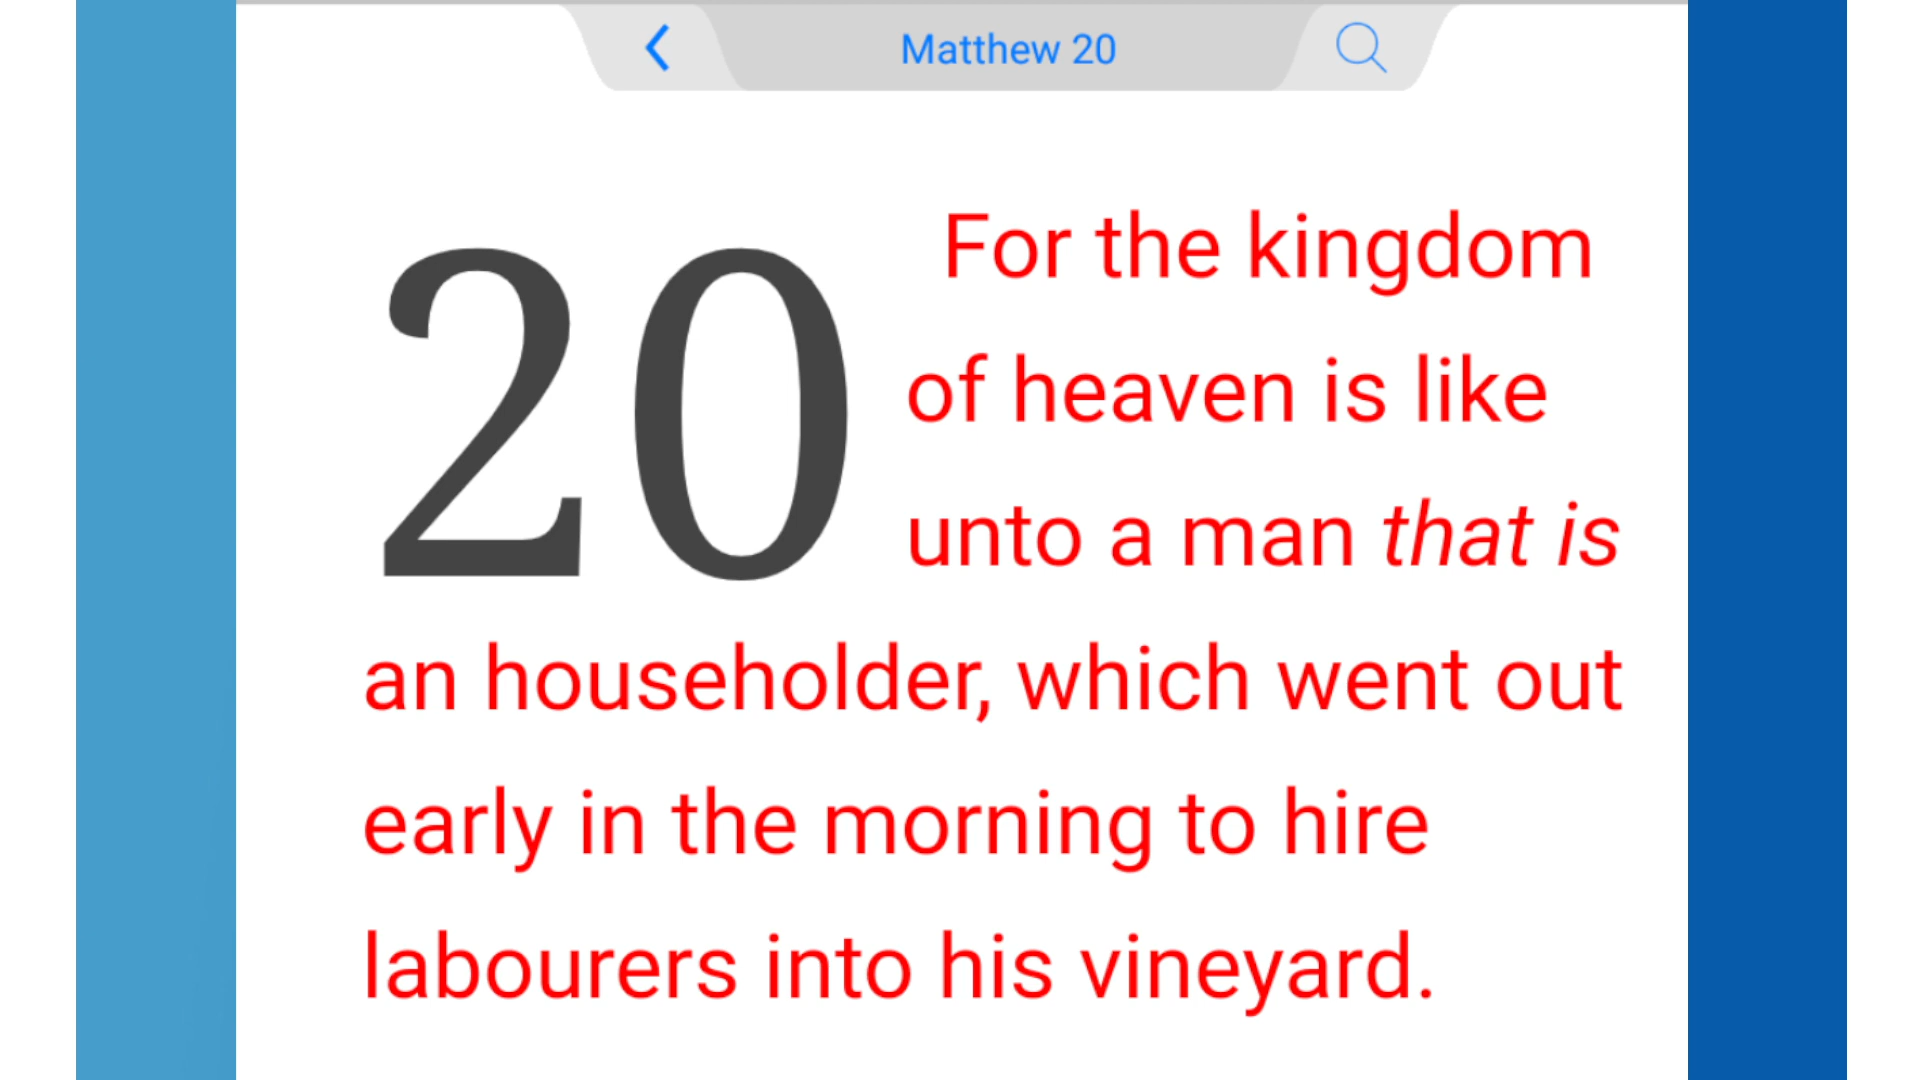 Matthew 20
20 For the kingdom
of heaven is like
unto a man that is
an householder, which went out
early in the morning to hire
labourers into his vineyard.